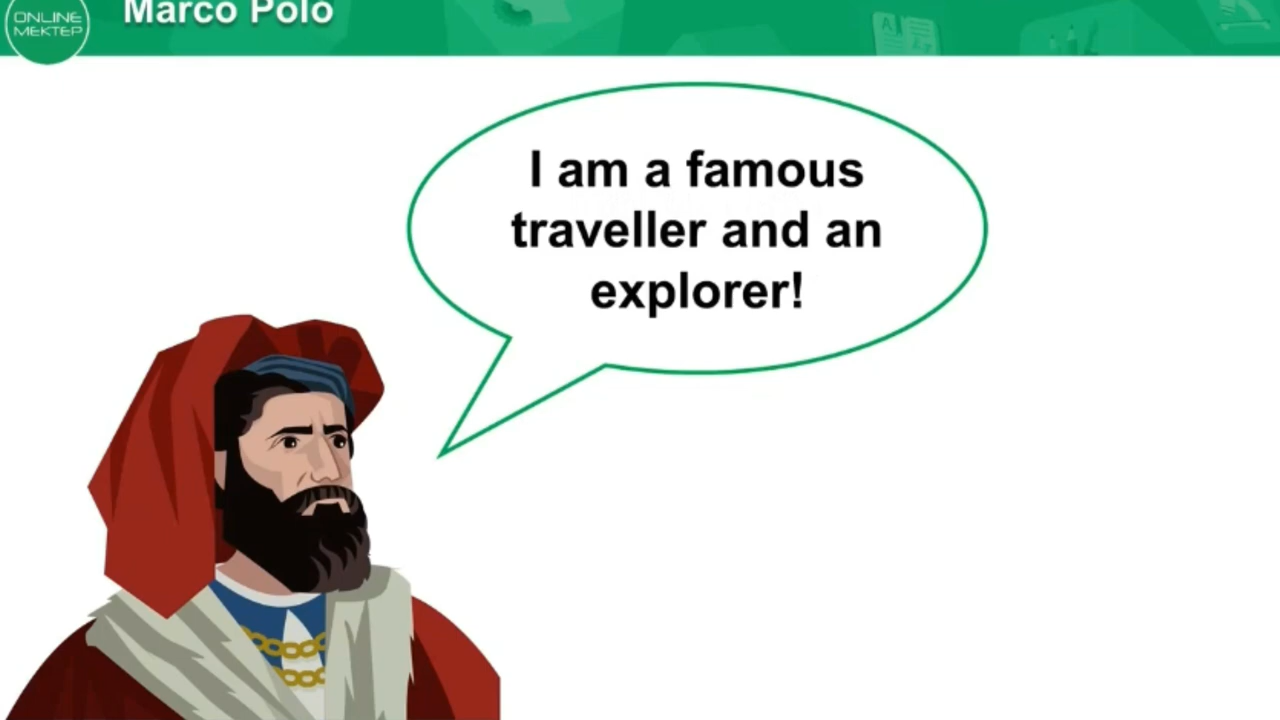 ONLINE
MEKTEP
Marco Polo
I am a famous
traveller and an
explorer!